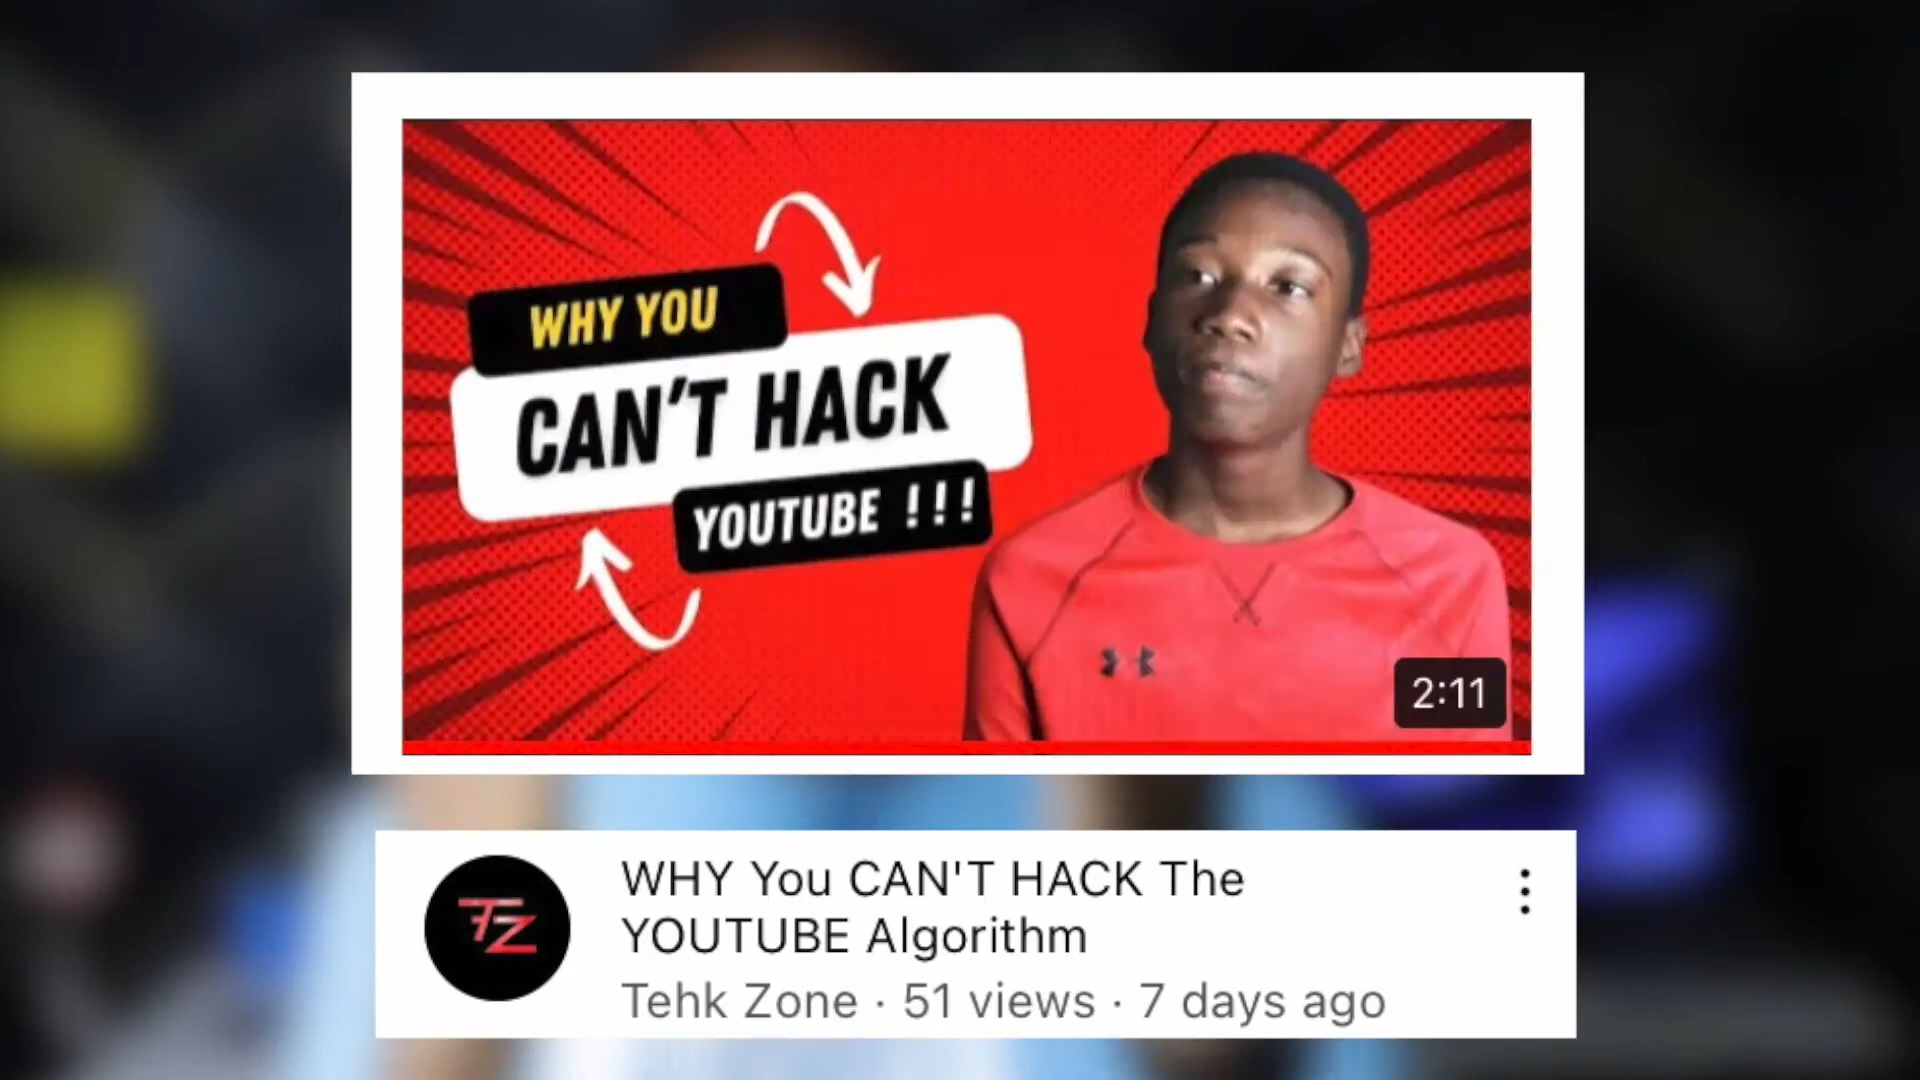 WHY YOU
CAN'T HACK
YOUTUBE !!!
2:11
TZ
WHY You CAN'T HACK The
YOUTUBE Algorithm
Tehk Zone · 51 views · 7 days ago